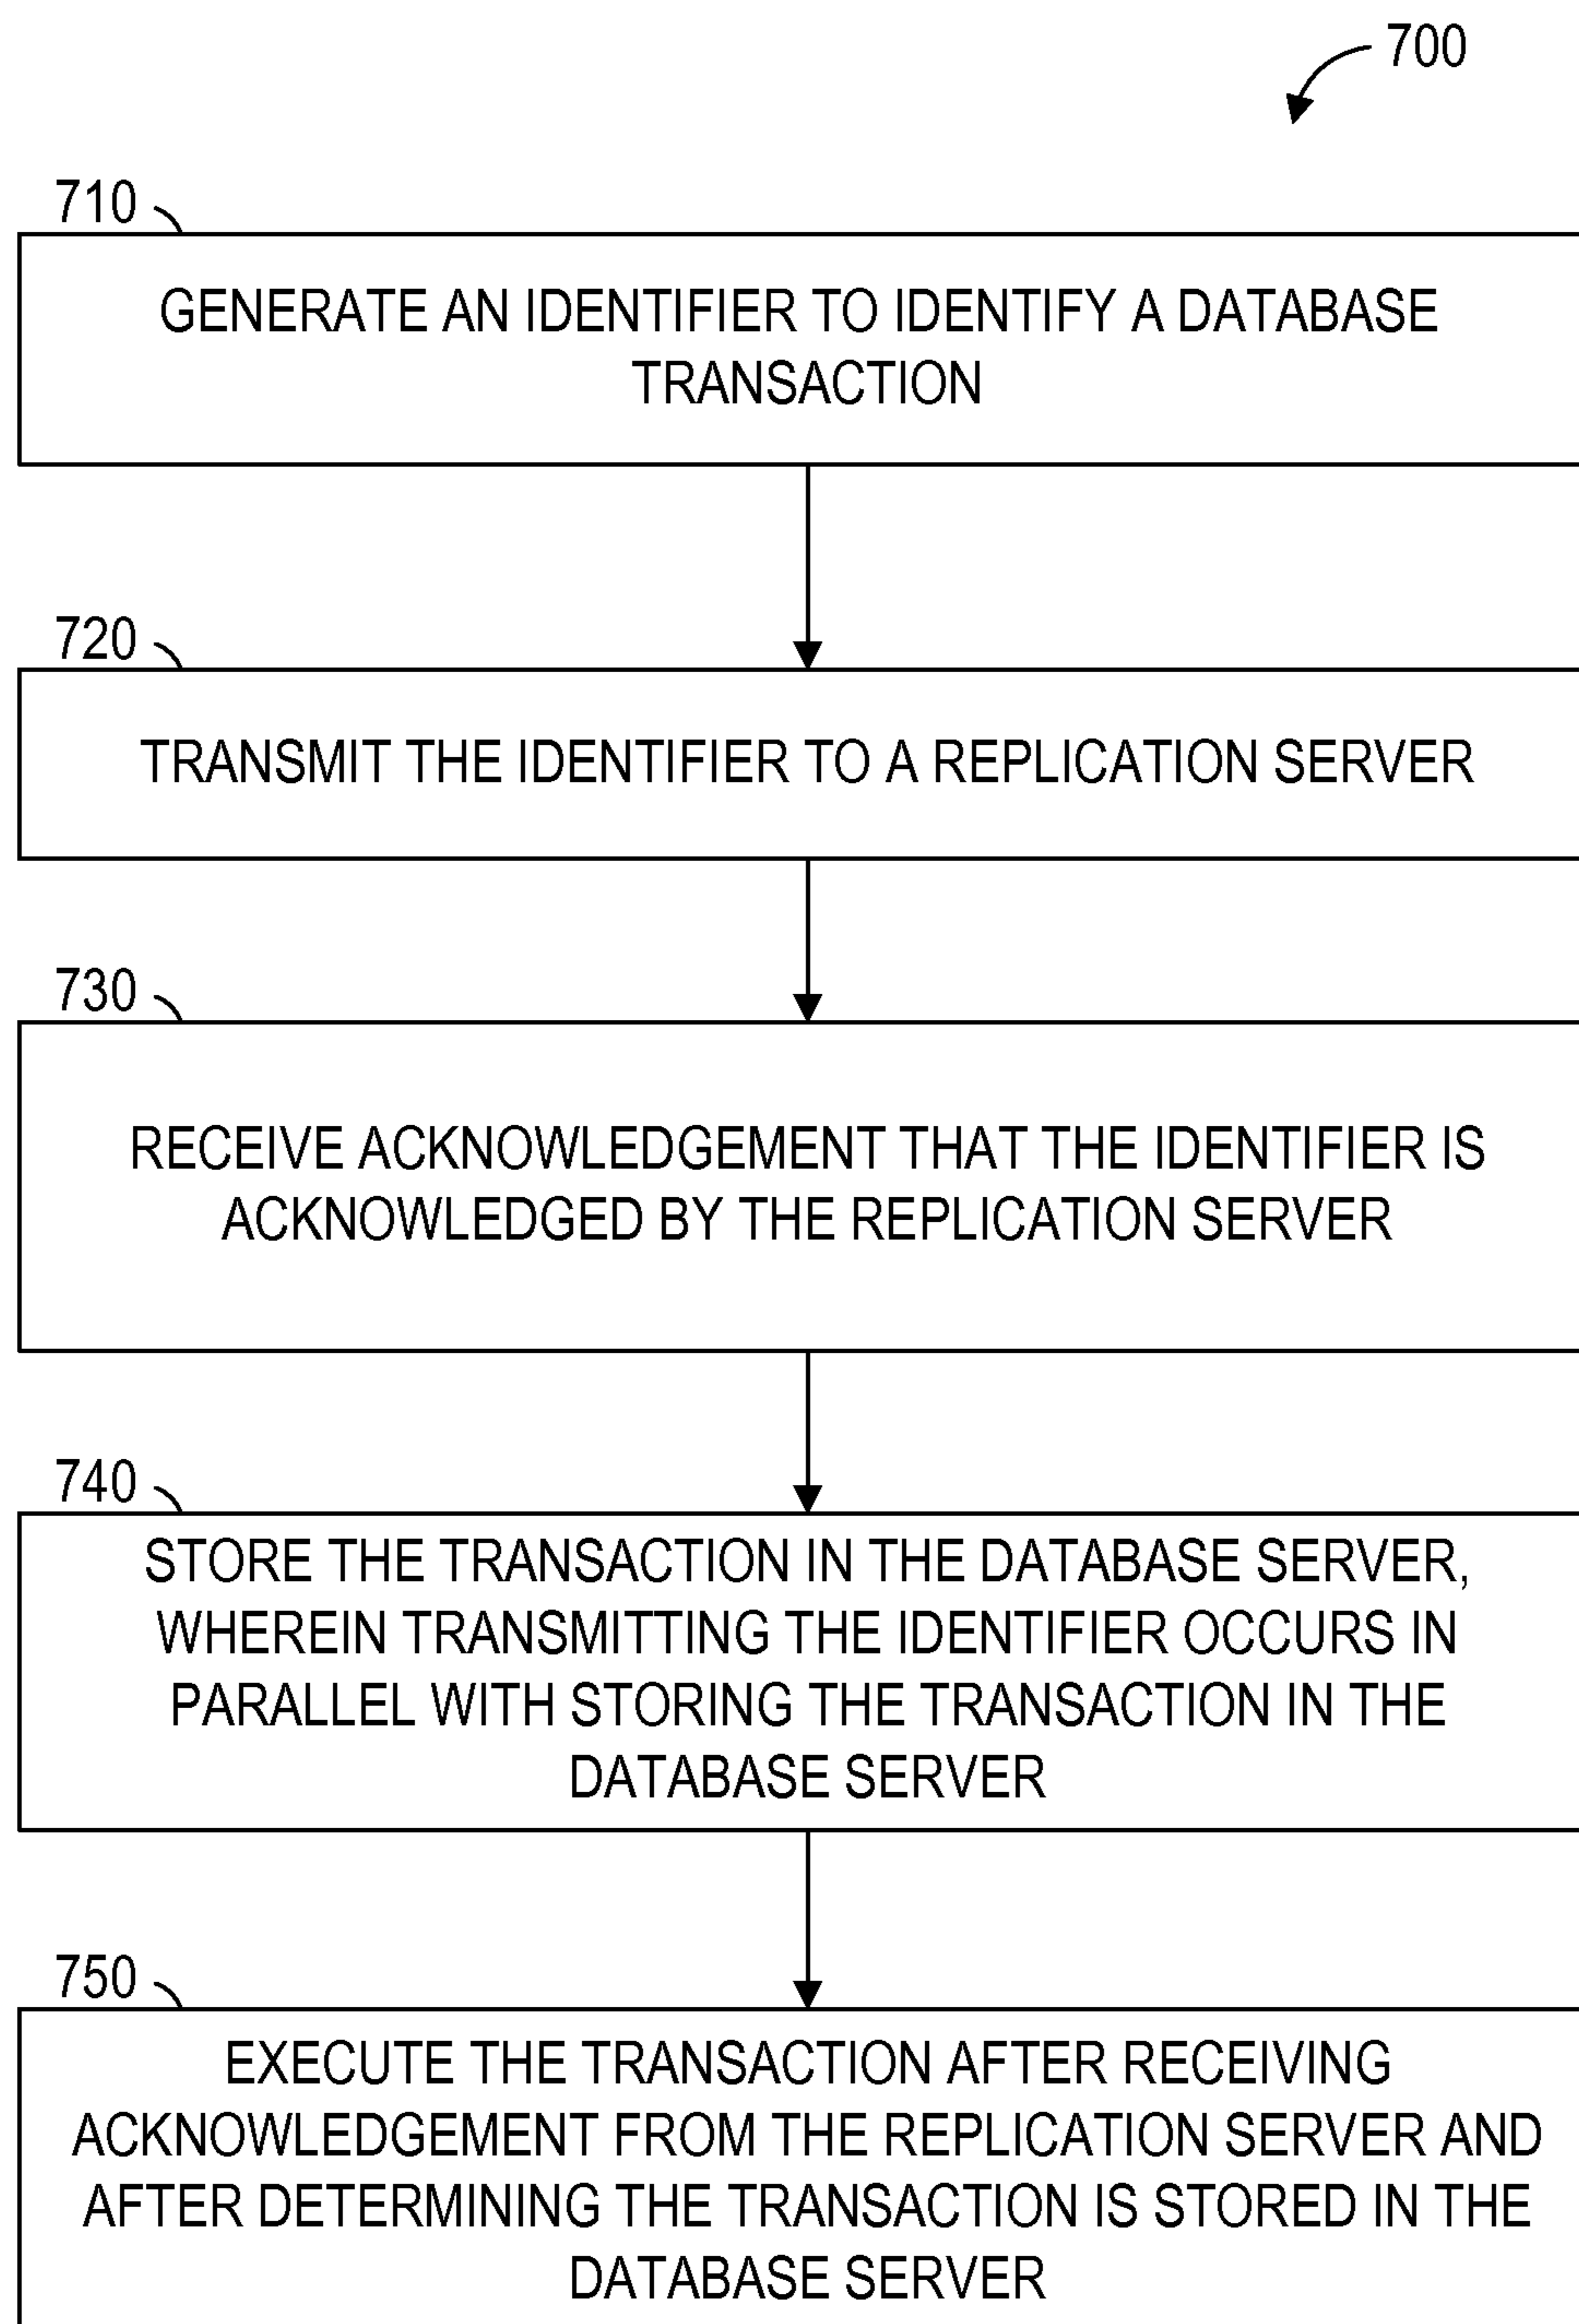 700
710
GENERATE AN IDENTIFIER TO IDENTIFY A DATABASE
TRANSACTION
720
TRANSMIT THE IDENTIFIER TO A REPLICATION SERVER
730
RECEIVE ACKNOWLEDGEMENT THAT THE IDENTIFIER IS
ACKNOWLEDGED BY THE REPLICATION SERVER
740
STORE THE TRANSACTION IN THE DATABASE SERVER,
WHEREIN TRANSMITTING THE IDENTIFIER OCCURS IN
PARALLEL WITH STORING THE TRANSACTION IN THE
DATABASE SERVER
750
EXECUTE THE TRANSACTION AFTER RECEIVING
ACKNOWLEDGEMENT FROM THE REPLICATION SERVER AND
AFTER DETERMINING THE TRANSACTION IS STORED IN THE
DATABASE SERVER